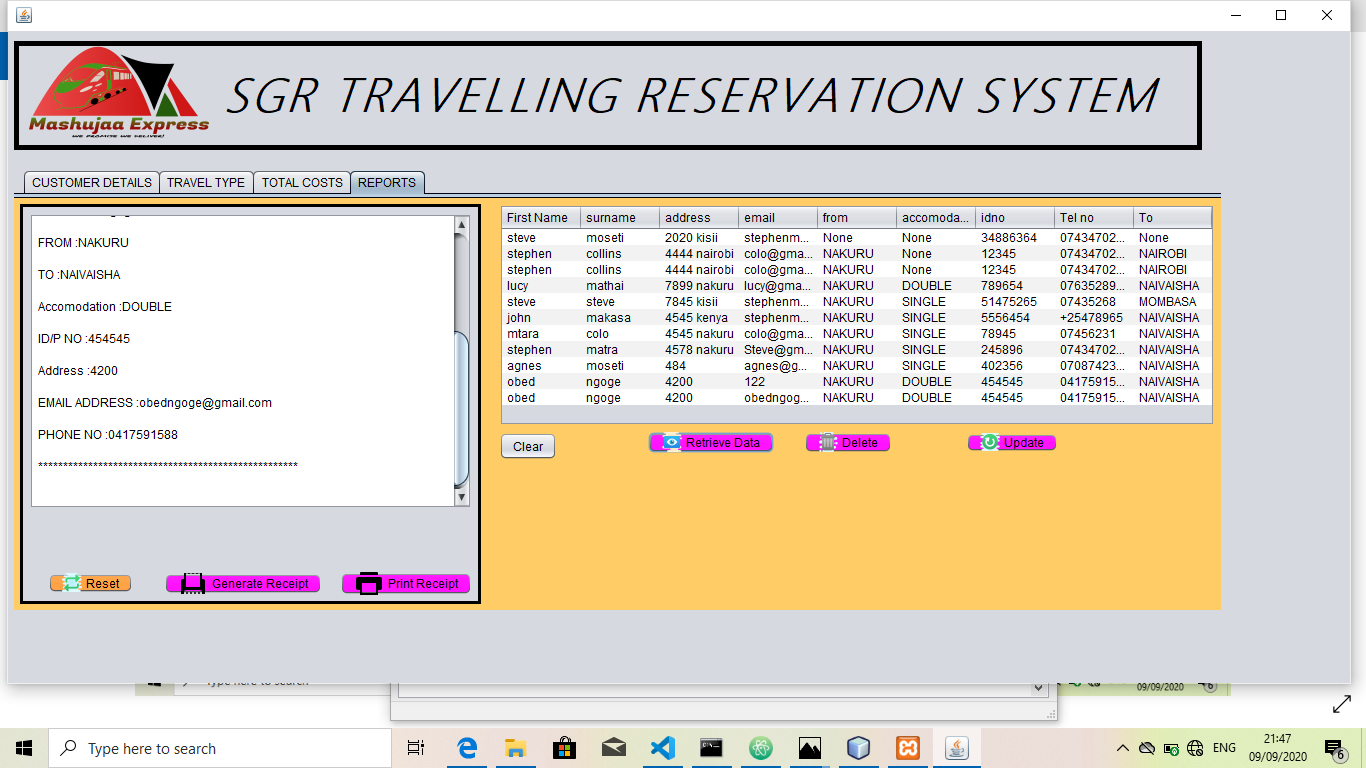 Mashujaa Express
WE PROMISE WE DELIVER!
SGR TRAVELLING RESERVATION SYSTEM
CUSTOMER DETAILS TRAVEL TYPE TOTAL COSTS REPORTS
FROM :NAKURU
TO :NAIVAISHA
Accomodation :DOUBLE
ID/P NO :454545
Address :4200
EMAIL ADDRESS :obedngoge@gmail.com
PHONE NO :0417591588
****************************************************
Reset Generate Receipt Print Receipt
First Name surname address email from accomoda... idno Tel no To
steve moseti 2020 kisii stephenm... None None 34886364 07434702... None
stephen collins 4444 nairobi colo@gma... NAKURU None 12345 07434702... NAIROBI
stephen collins 4444 nairobi colo@gma... NAKURU None 12345 07434702... NAIROBI
lucy mathai 7899 nakuru lucy@gma... NAKURU DOUBLE 789654 07635289... NAIVAISHA
steve steve 7845 kisii stephenm... NAKURU SINGLE 51475265 07435268 MOMBASA
john makasa 4545 kenya stephenm... NAKURU SINGLE 5556454 +25478965 NAIVAISHA
mtara colo 4545 nakuru colo@gma... NAKURU SINGLE 78945 07456231 NAIVAISHA
stephen matra 4578 nakuru Steve@gm... NAKURU SINGLE 245896 07434702... NAIVAISHA
agnes moseti 484 agnes@g... NAKURU SINGLE 402356 07087423... NAIVAISHA
obed ngoge 4200 122 NAKURU DOUBLE 454545 04175915... NAIVAISHA
obed ngoge 4200 obedngog... NAKURU DOUBLE 454545 04175915... NAIVAISHA
Clear Retrieve Data Delete Update
09/09/2020
Type here to search
ENG
21:47
09/09/2020
6